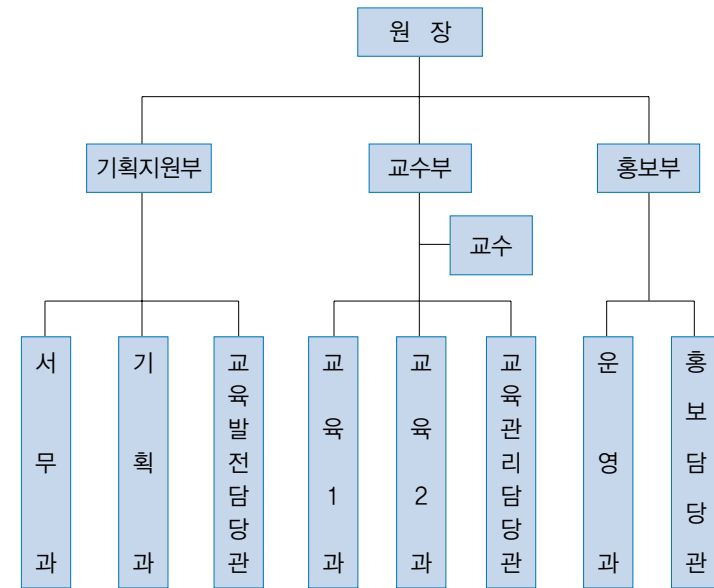 원 장
기획지원부
교수부
홍보부
교수
서무과
기획과
교육발전담당관
교육1과
교육2과
교육관리담당관
운영과
홍보담당관